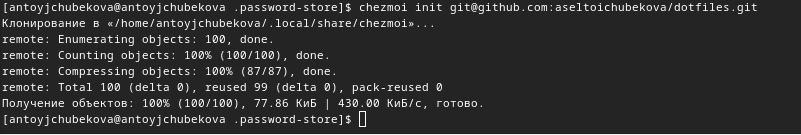 [antoyjchubekova@antoyjchubekova .password-store]$ chezmoi init git@github.com:aseltoichubekova/dotfiles.git
Клонирование в «/home/antoyjchubekova/.local/share/chezmoi»...
remote: Enumerating objects: 100, done.
remote: Counting objects: 100% (100/100), done.
remote: Compressing objects: 100% (87/87), done.
remote: Total 100 (delta 0), reused 99 (delta 0), pack-reused 0
Получение объектов: 100% (100/100), 77.86 КиБ | 430.00 КиБ/с, готово.
[antoyjchubekova@antoyjchubekova .password-store]$